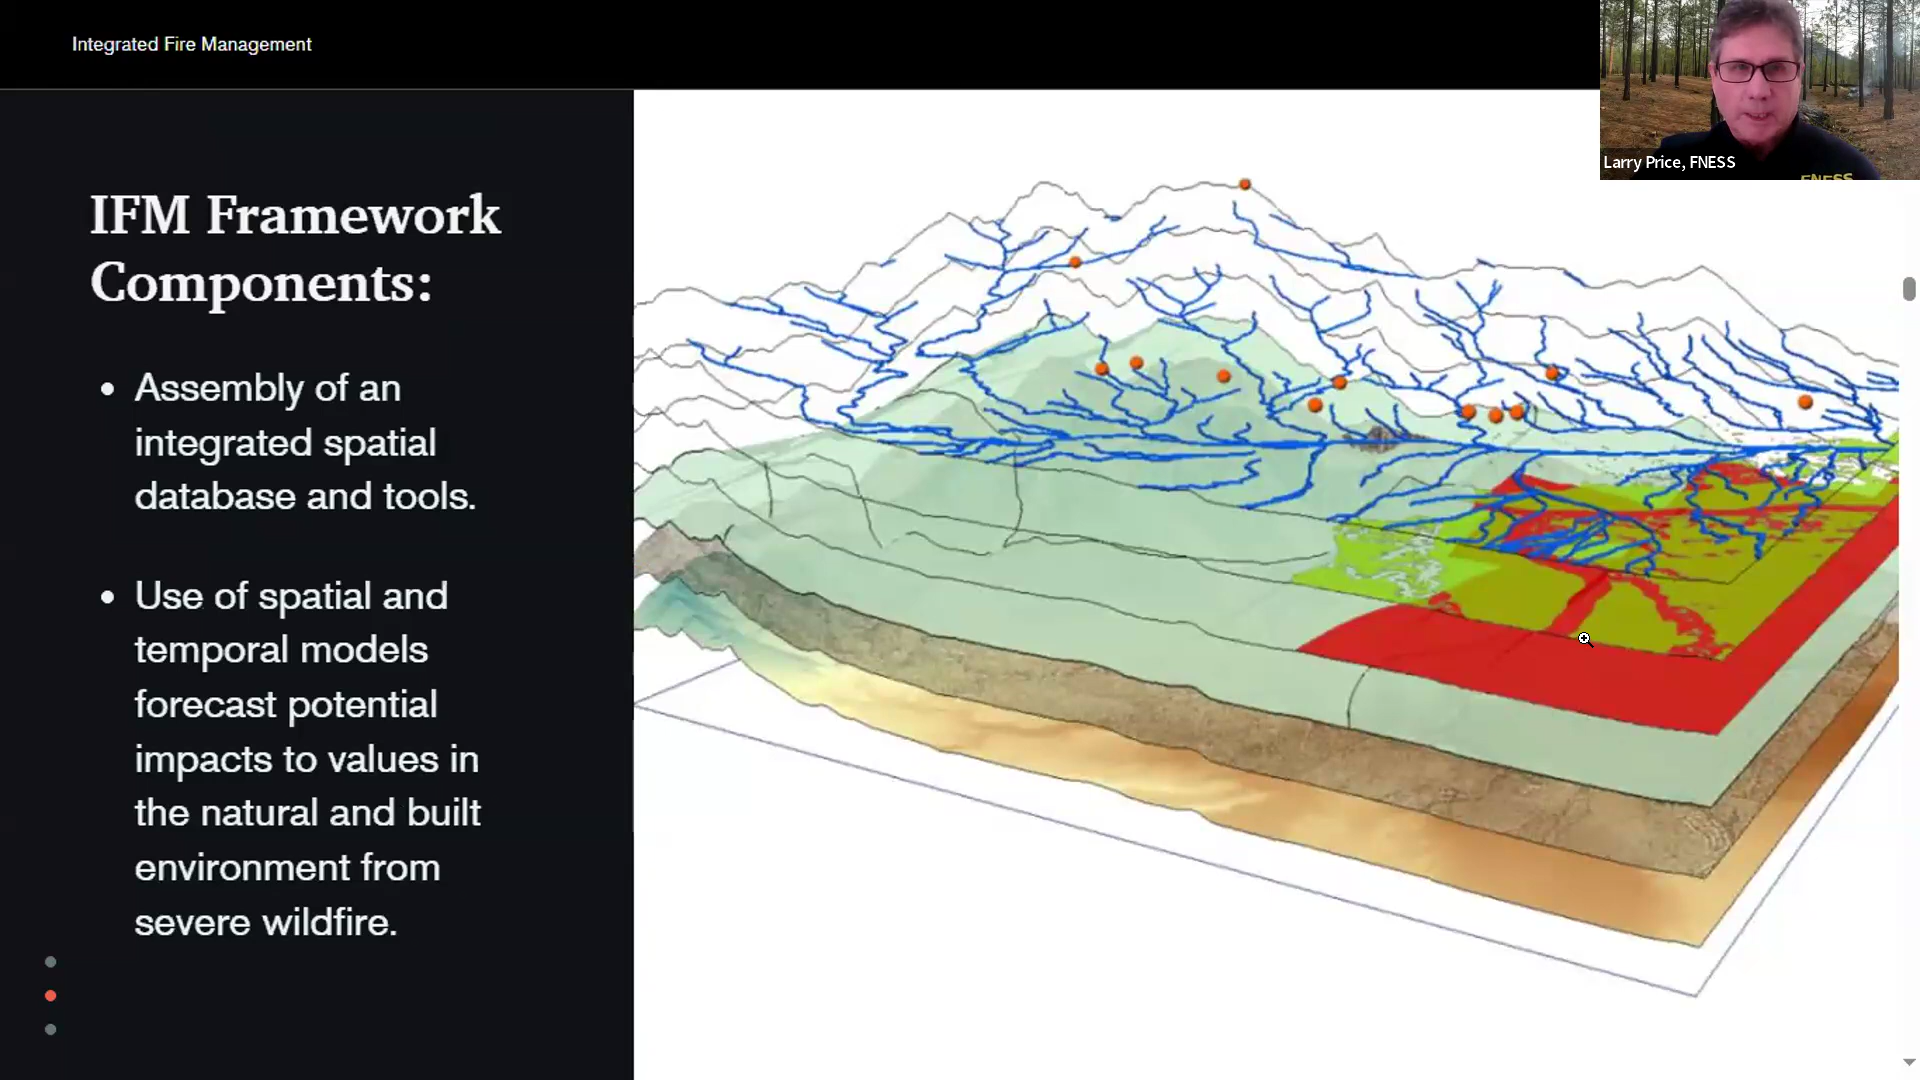 Integrated Fire Management
Larry Price, FNESS
FNESS
IFM Framework
Components:
• Assembly of an
integrated spatial
database and tools.
• Use of spatial and
temporal models
forecast potential
impacts to values in
the natural and built
environment from
severe wildfire.